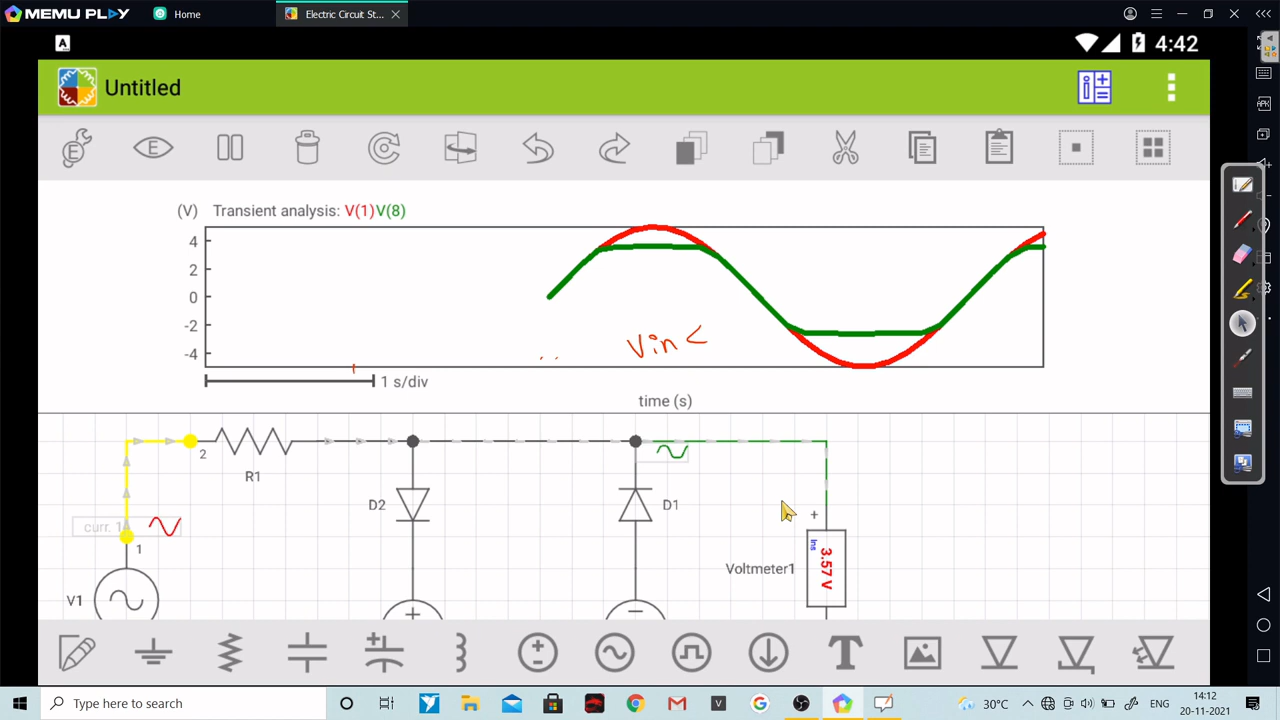 MEMU PLAY
Home
Electric Circuit St...
A
4:42
Untitled
E
E
(V) Transient analysis: V(1)V(8)
4
2
0
-2
-4
Vin <
1 s/div
time (s)
2
R1
D2
D1
+
curr. 1
1
V1
Voltmeter1
Ins
3.57 V
+
−
T
Type here to search
30°C
ENG
14:12
20-11-2021